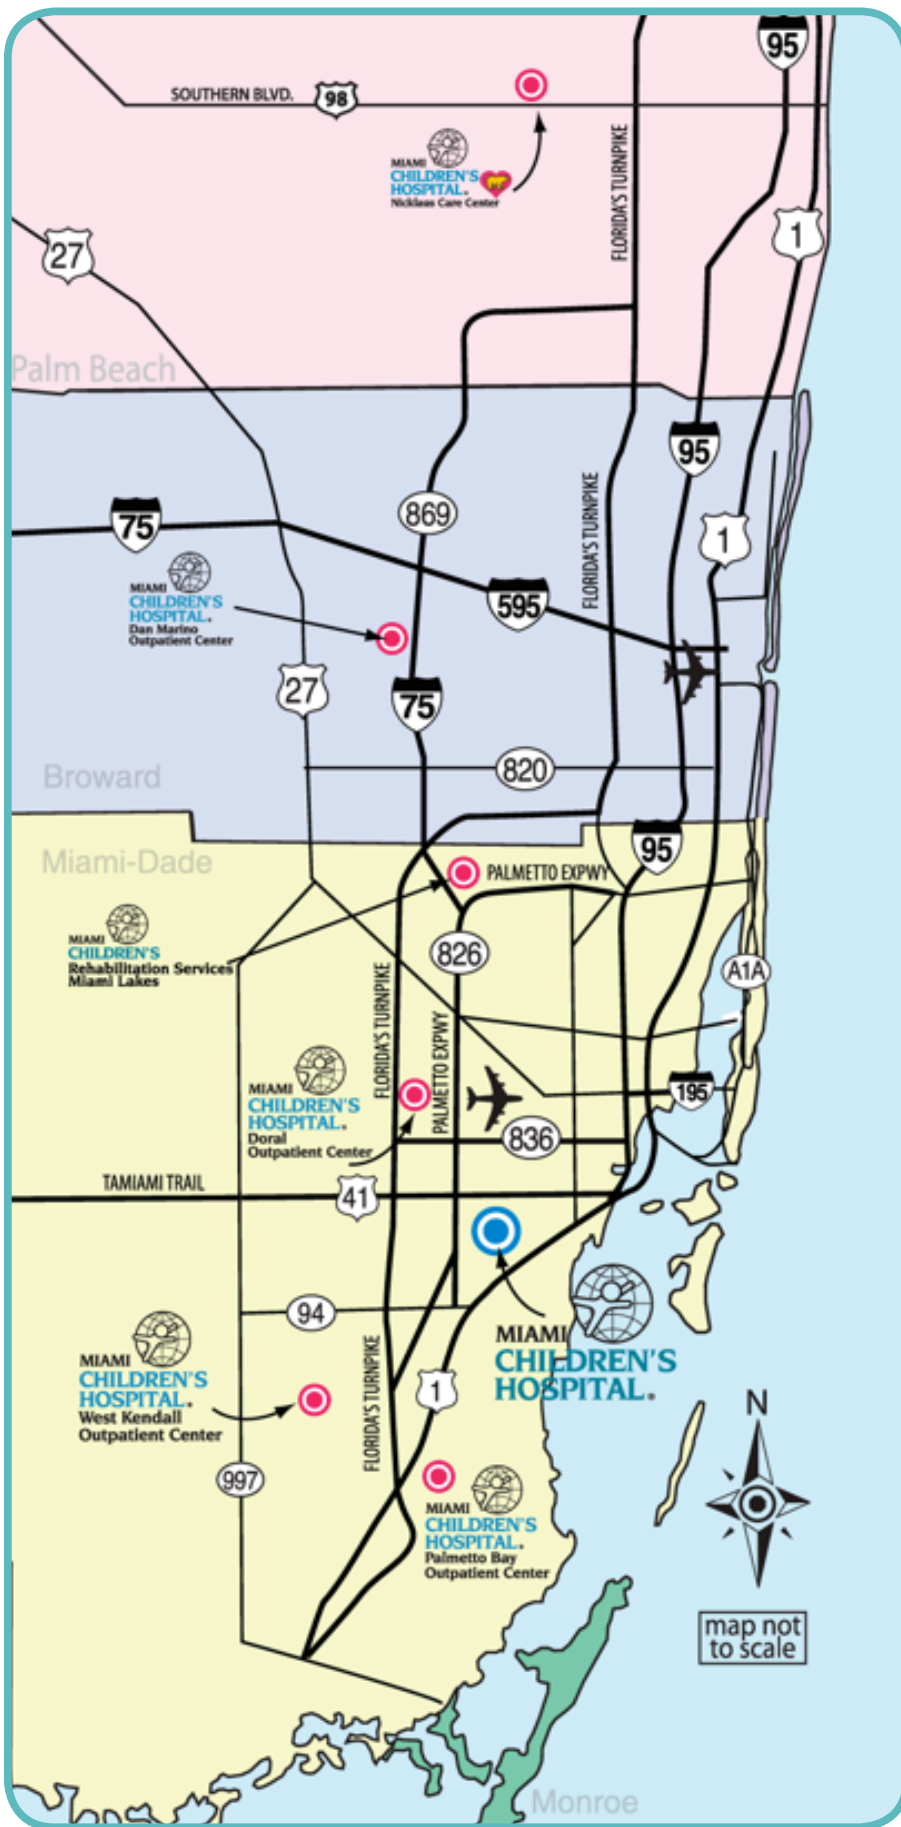 95
SOUTHERN BLVD.
98
MIAMI
CHILDREN'S
HOSPITAL.
Nicklaus Care Center
FLORIDA'S TURNPIKE
1
27
Palm Beach
95
869
75
1
FLORIDA'S TURNPIKE
MIAMI
CHILDREN'S
HOSPITAL.
Dan Marino
Outpatient Center
595
27
75
820
Broward
95
Miami-Dade
PALMETTO EXPWY
MIAMI
CHILDREN'S
Rehabilitation Services
Miami Lakes
826
A1A
FLORIDA'S TURNPIKE
PALMETTO EXPWY
MIAMI
CHILDREN'S
HOSPITAL.
Doral
Outpatient Center
195
836
TAMIAMI TRAIL
41
94
MIAMI
CHILDREN'S
HOSPITAL.
MIAMI
CHILDREN'S
HOSPITAL.
West Kendall
Outpatient Center
FLORIDA'S TURNPIKE
1
N
997
MIAMI
CHILDREN'S
HOSPITAL.
Palmetto Bay
Outpatient Center
map not
to scale
Monroe